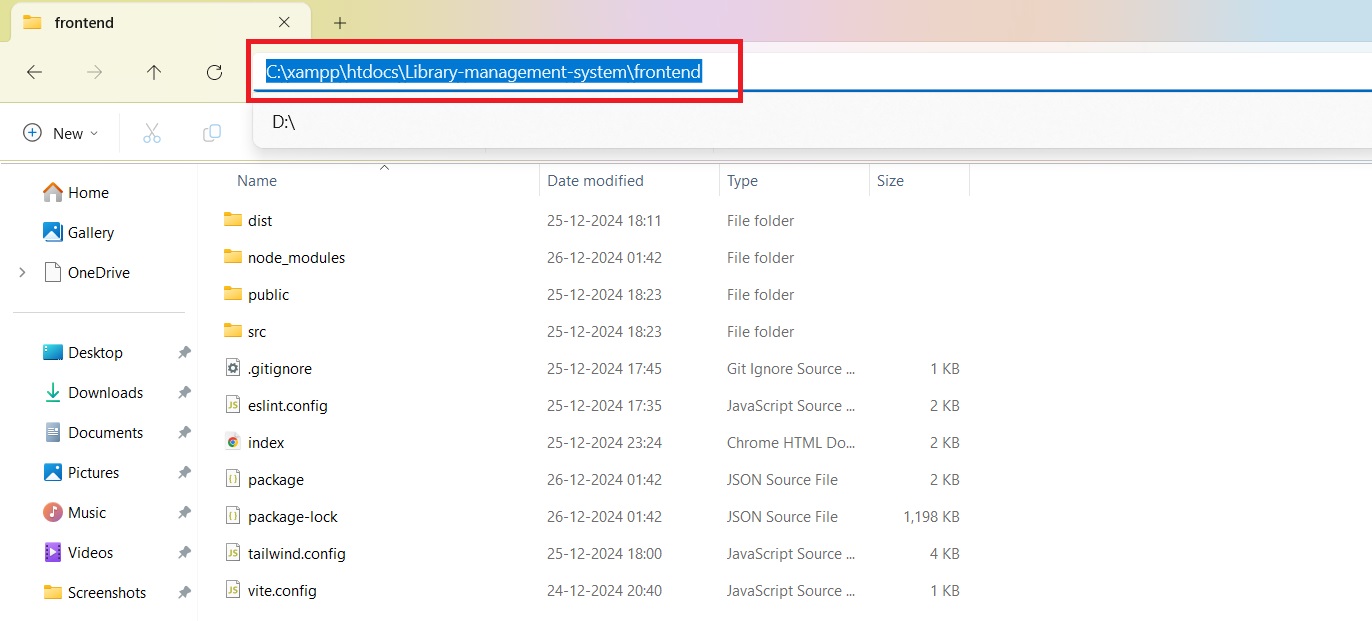 frontend
C:\xampp\htdocs\Library-management-system\frontend
D:\
New
Name Date modified Type Size
Home
Gallery
OneDrive
Desktop
Downloads
Documents
Pictures
Music
Videos
Screenshots
dist 25-12-2024 18:11 File folder
node_modules 26-12-2024 01:42 File folder
public 25-12-2024 18:23 File folder
src 25-12-2024 18:23 File folder
.gitignore 25-12-2024 17:45 Git Ignore Source ... 1 KB
eslint.config 25-12-2024 17:35 JavaScript Source ... 2 KB
index 25-12-2024 23:24 Chrome HTML Do... 2 KB
package 26-12-2024 01:42 JSON Source File 2 KB
package-lock 26-12-2024 01:42 JSON Source File 1,198 KB
tailwind.config 25-12-2024 18:00 JavaScript Source ... 4 KB
vite.config 24-12-2024 20:40 JavaScript Source ... 1 KB